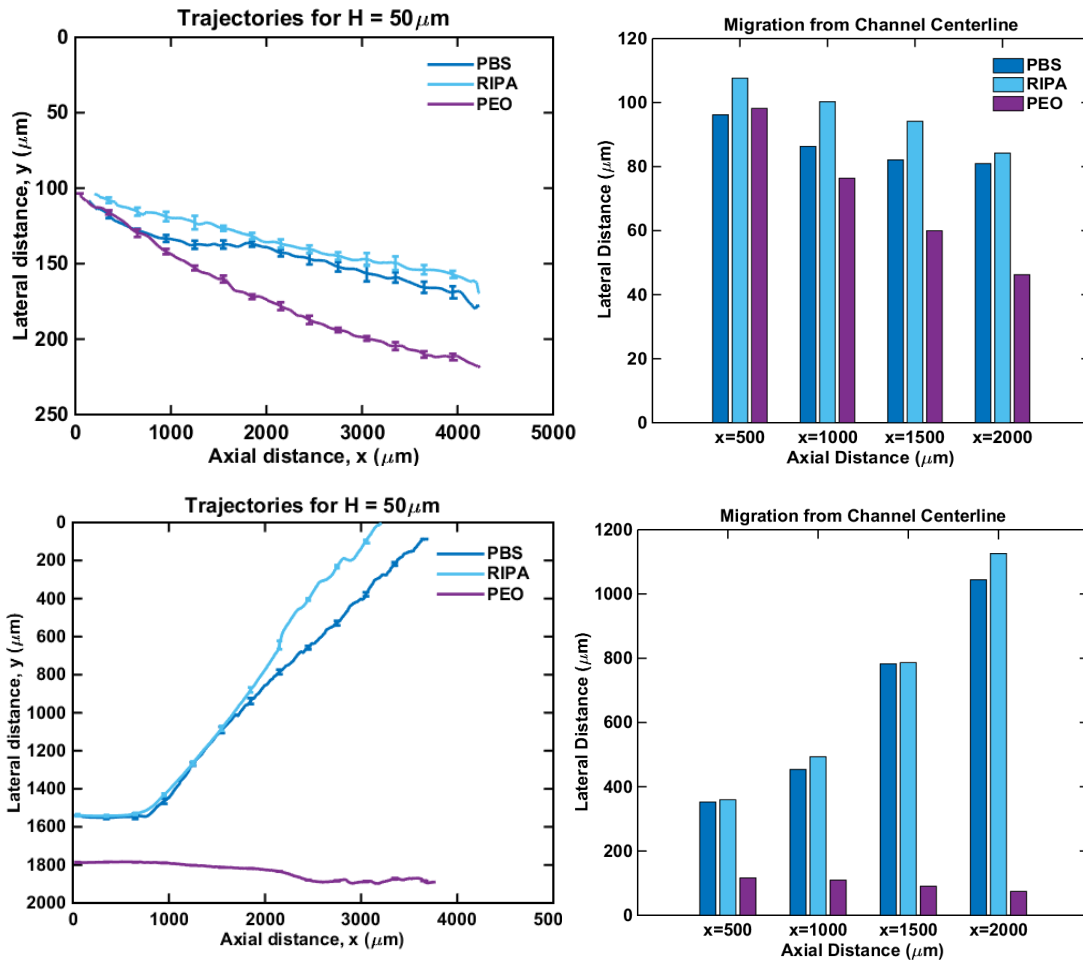 Trajectories for H = 50μm
0
50
100
150
200
250
Lateral distance, y (μm)
PBS
RIPA
PEO
0
1000
2000
3000
4000
5000
Axial distance, x (μm)
Migration from Channel Centerline
120
100
80
60
40
20
0
Lateral Distance (μm)
PBS
RIPA
PEO
x=500
x=1000
x=1500
x=2000
Axial Distance (μm)
Trajectories for H = 50μm
0
200
400
600
800
1000
1200
1400
1600
1800
2000
Lateral distance, y (μm)
PBS
RIPA
PEO
0
1000
2000
3000
4000
500
Axial distance, x (μm)
Migration from Channel Centerline
1200
1000
800
600
400
200
0
Lateral Distance (μm)
PBS
RIPA
PEO
x=500
x=1000
x=1500
x=2000
Axial Distance (μm)